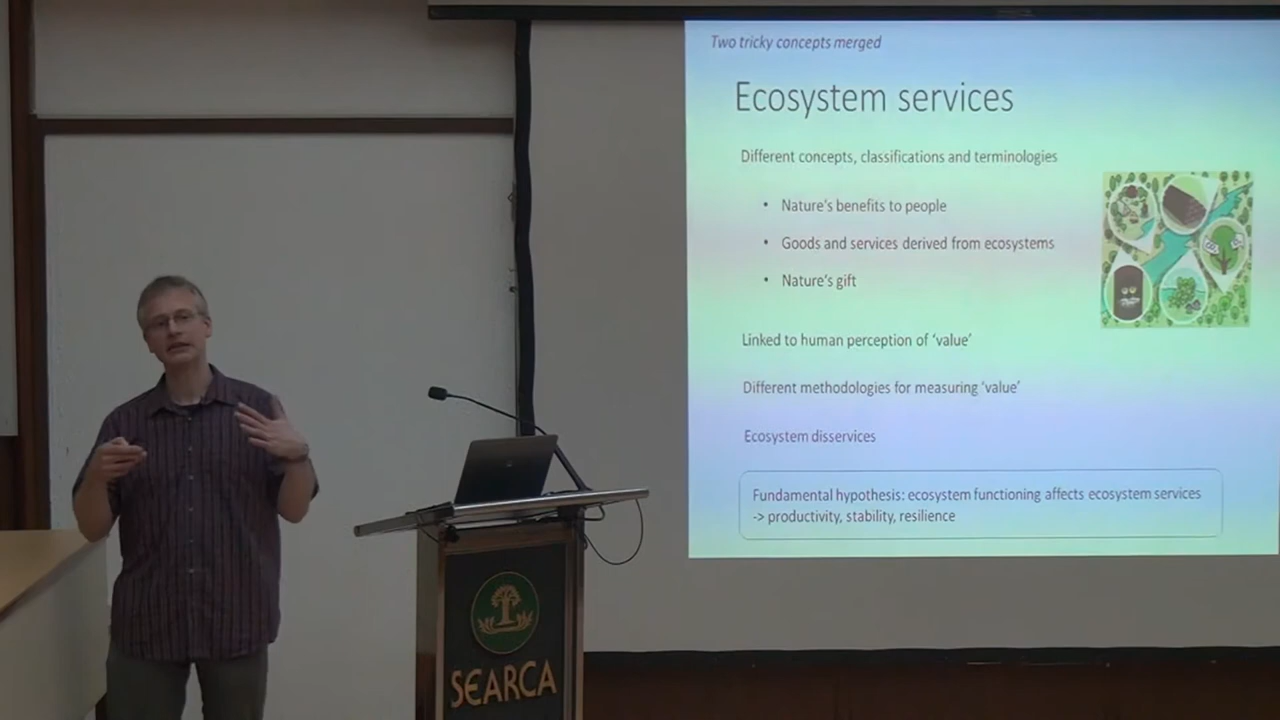 Two tricky concepts merged
Ecosystem services
Different concepts, classifications and terminologies
• Nature's benefits to people
• Goods and services derived from ecosystems
• Nature's gift
Linked to human perception of 'value'
Different methodologies for measuring 'value'
Ecosystem disservices
Fundamental hypothesis: ecosystem functioning affects ecosystem services
-> productivity, stability, resilience
SEARCA